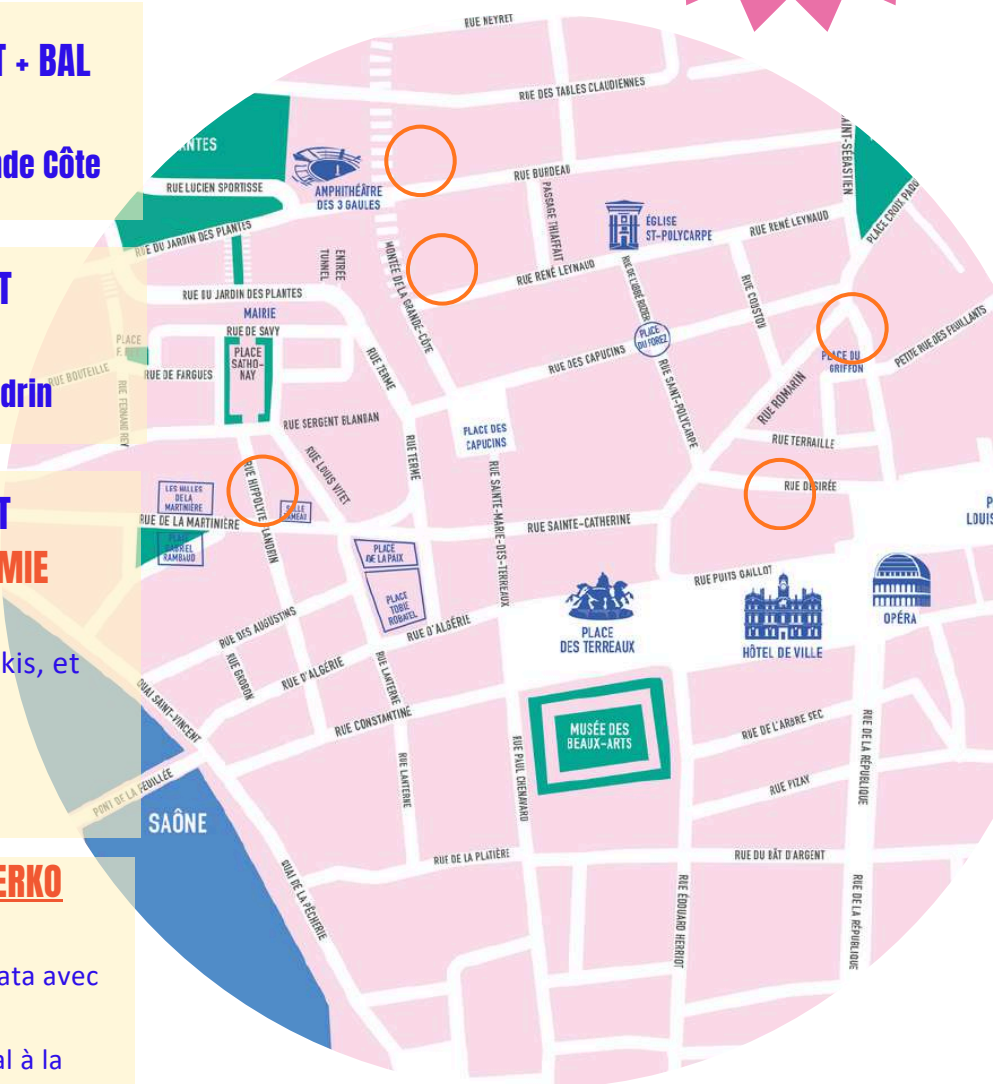 T + BAL
de Côte
T
drin
T
MIE
kis, et
ERKO
ata avec
al à la
RUE NEYRET
RUE DES TABLES CLAUDIENNES
NTES
RUE LUCIEN SPORTISSE
AMPHITHÉÂTRE
DES 3 GAULES
RUE BURDEAU
PASSAGE THIAFFAIT
ÉGLISE
ST-POLYCARPE
RUE RENÉ LEYNAUD
INT-SÉBASTIEN
PLACE CROIX PAQU
RUE DU JARDIN DES PLANTES
ENTRÉE
TUNNEL
MONTÉE DE LA GRANDE-CÔTE
RUE RENÉ LEYNAUD
RUE DE L'ABBÉ ROZIER
RUE COUSTOU
RUE DU JARDIN DES PLANTES
MAIRIE
RUE DE SAVY
PLACE
SATHO-
NAY
PLACE
RUE BOUTEILLE
RUE DE FARGUES
RUE FERNAND REY
RUE TERME
RUE DES CAPUCINS
PLACE
DU FOREZ
PLACE DU
GRIFFON
PETITE RUE DES FEUILLANTS
RUE ROMARIN
RUE SAINT-POLYCARPE
RUE SERGENT BLANDAN
RUE LOUIS VITET
RUE TERME
PLACE DES
CAPUCINS
RUE TERRAILLE
RUE DÉSIRÉE
LES HALLES
DE LA
MARTINIÈRE
RUE HIPPOLYTE FLANDRIN
SALLE
RAMEAU
RUE DE LA MARTINIÈRE
PLACE
GABRIEL
RAMBAUD
RUE SAINTE-MARIE-DES-TERREAUX
RUE SAINTE-CATHERINE
P
LOUIS
PLACE
DE LA PAIX
PLACE
TOBIE
ROBATEL
RUE PUITS GAILLOT
PLACE
DES TERREAUX
HÔTEL DE VILLE
OPÉRA
RUE DES AUGUSTINS
RUE GROBON
RUE D'ALGÉRIE
RUE D'ALGÉRIE
RUE LANTERNE
RUE CONSTANTINE
QUAI SAINT-VINCENT
PONT DE LA FEUILLÉE
SAÔNE
RUE LANTERNE
RUE PAUL CHENAVARD
MUSÉE DES
BEAUX-ARTS
RUE DE L'ARBRE SEC
RUE PIZAY
RUE DE LA RÉPUBLIQUE
RUE DE LA PLATIÈRE
RUE DU BÂT D'ARGENT
QUAI DE LA PÊCHERIE
RUE ÉDOUARD HERRIOT
RUE DE LA RÉPUBLIQUE